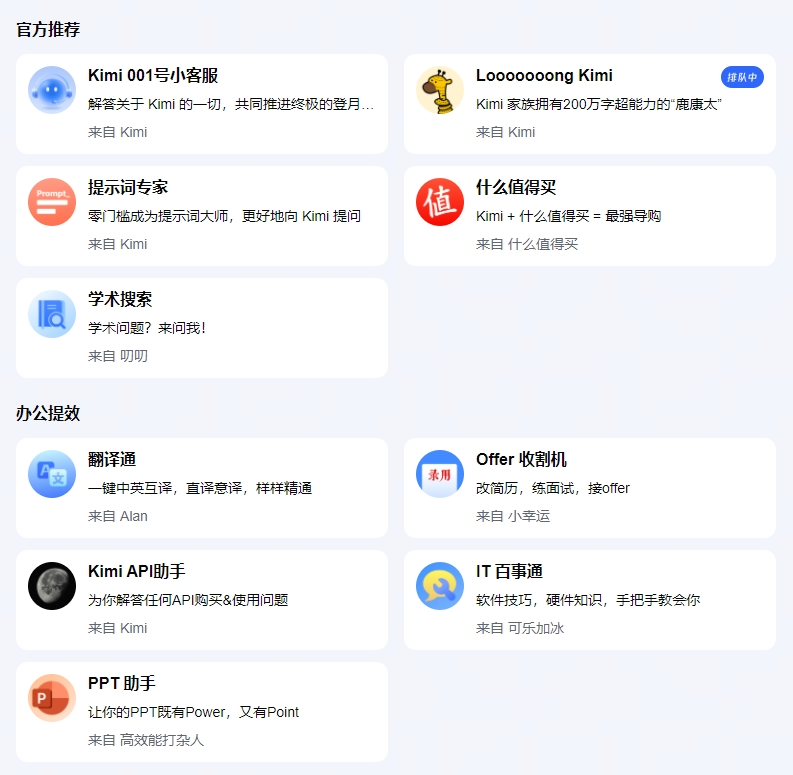 官方推荐
Kimi 001号小客服
解答关于 Kimi 的一切，共同推进终极的登月…
来自 Kimi
Looooooong Kimi
排队中
Kimi 家族拥有200万字超能力的“鹿康太”
来自 Kimi
Prompt_
提示词专家
零门槛成为提示词大师，更好地向 Kimi 提问
来自 Kimi
值
什么值得买
Kimi + 什么值得买 = 最强导购
来自 什么值得买
学术搜索
学术问题？来问我！
来自 叨叨
办公提效
A 文
翻译通
一键中英互译，直译意译，样样精通
来自 Alan
录用
Offer 收割机
改简历，练面试，接offer
来自 小幸运
Kimi API助手
为你解答任何API购买&使用问题
来自 Kimi
IT 百事通
软件技巧，硬件知识，手把手教会你
来自 可乐加冰
P
PPT 助手
让你的PPT既有Power，又有Point
来自 高效能打杂人